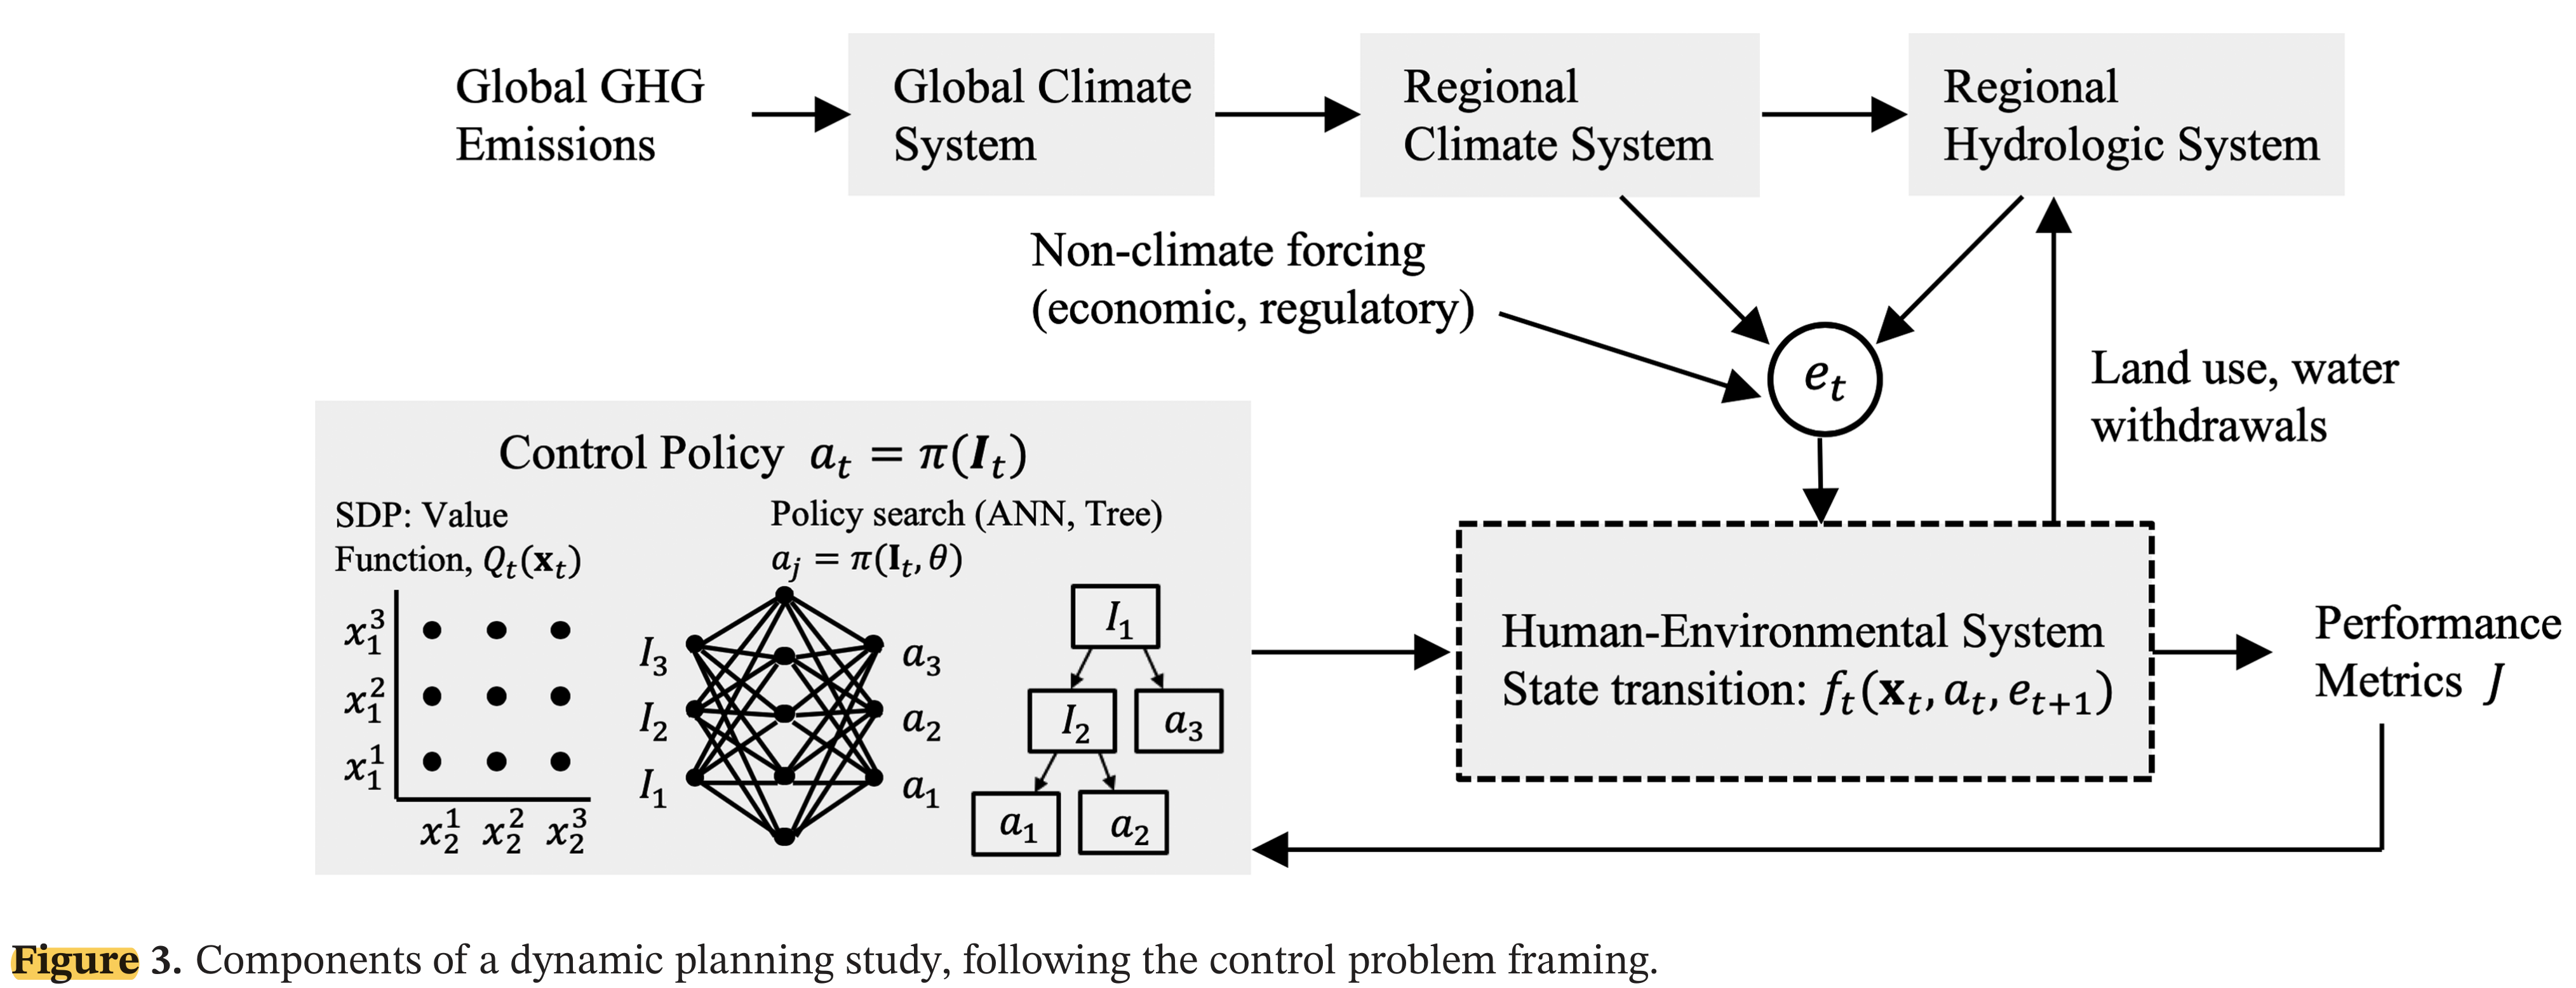 Global GHG
Emissions
Global Climate
System
Regional
Climate System
Regional
Hydrologic System
Non-climate forcing
(economic, regulatory)
e_t
Land use, water
withdrawals
Control Policy a_t = π(I_t)
SDP: Value
Function, Q_t(x_t)
x_1^3
x_1^2
x_1^1
x_2^1 x_2^2 x_2^3
Policy search (ANN, Tree)
a_j = π(I_t, θ)
I_3
I_2
I_1
a_3
a_2
a_1
I_1
I_2
a_3
a_1
a_2
Human-Environmental System
State transition: f_t(x_t, a_t, e_{t+1})
Performance
Metrics J
Figure 3. Components of a dynamic planning study, following the control problem framing.